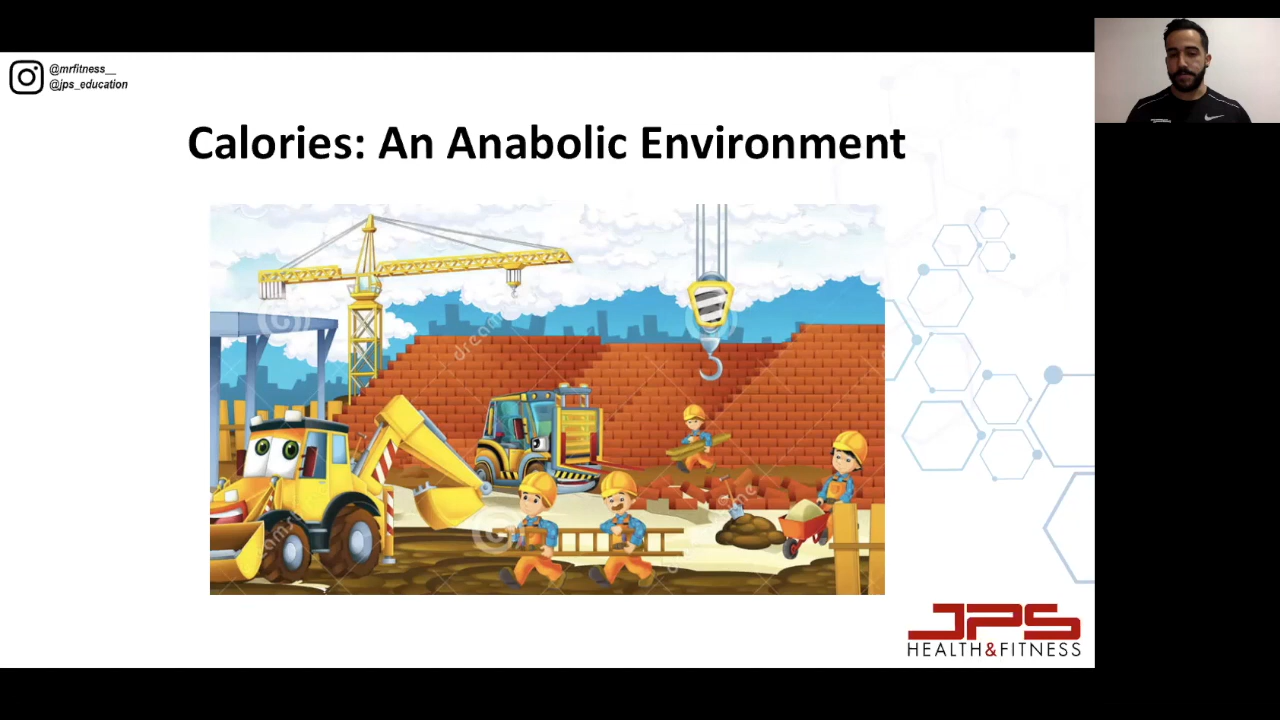 @mrfitness__
@jps_education
Calories: An Anabolic Environment
JPS
HEALTH&FITNESS